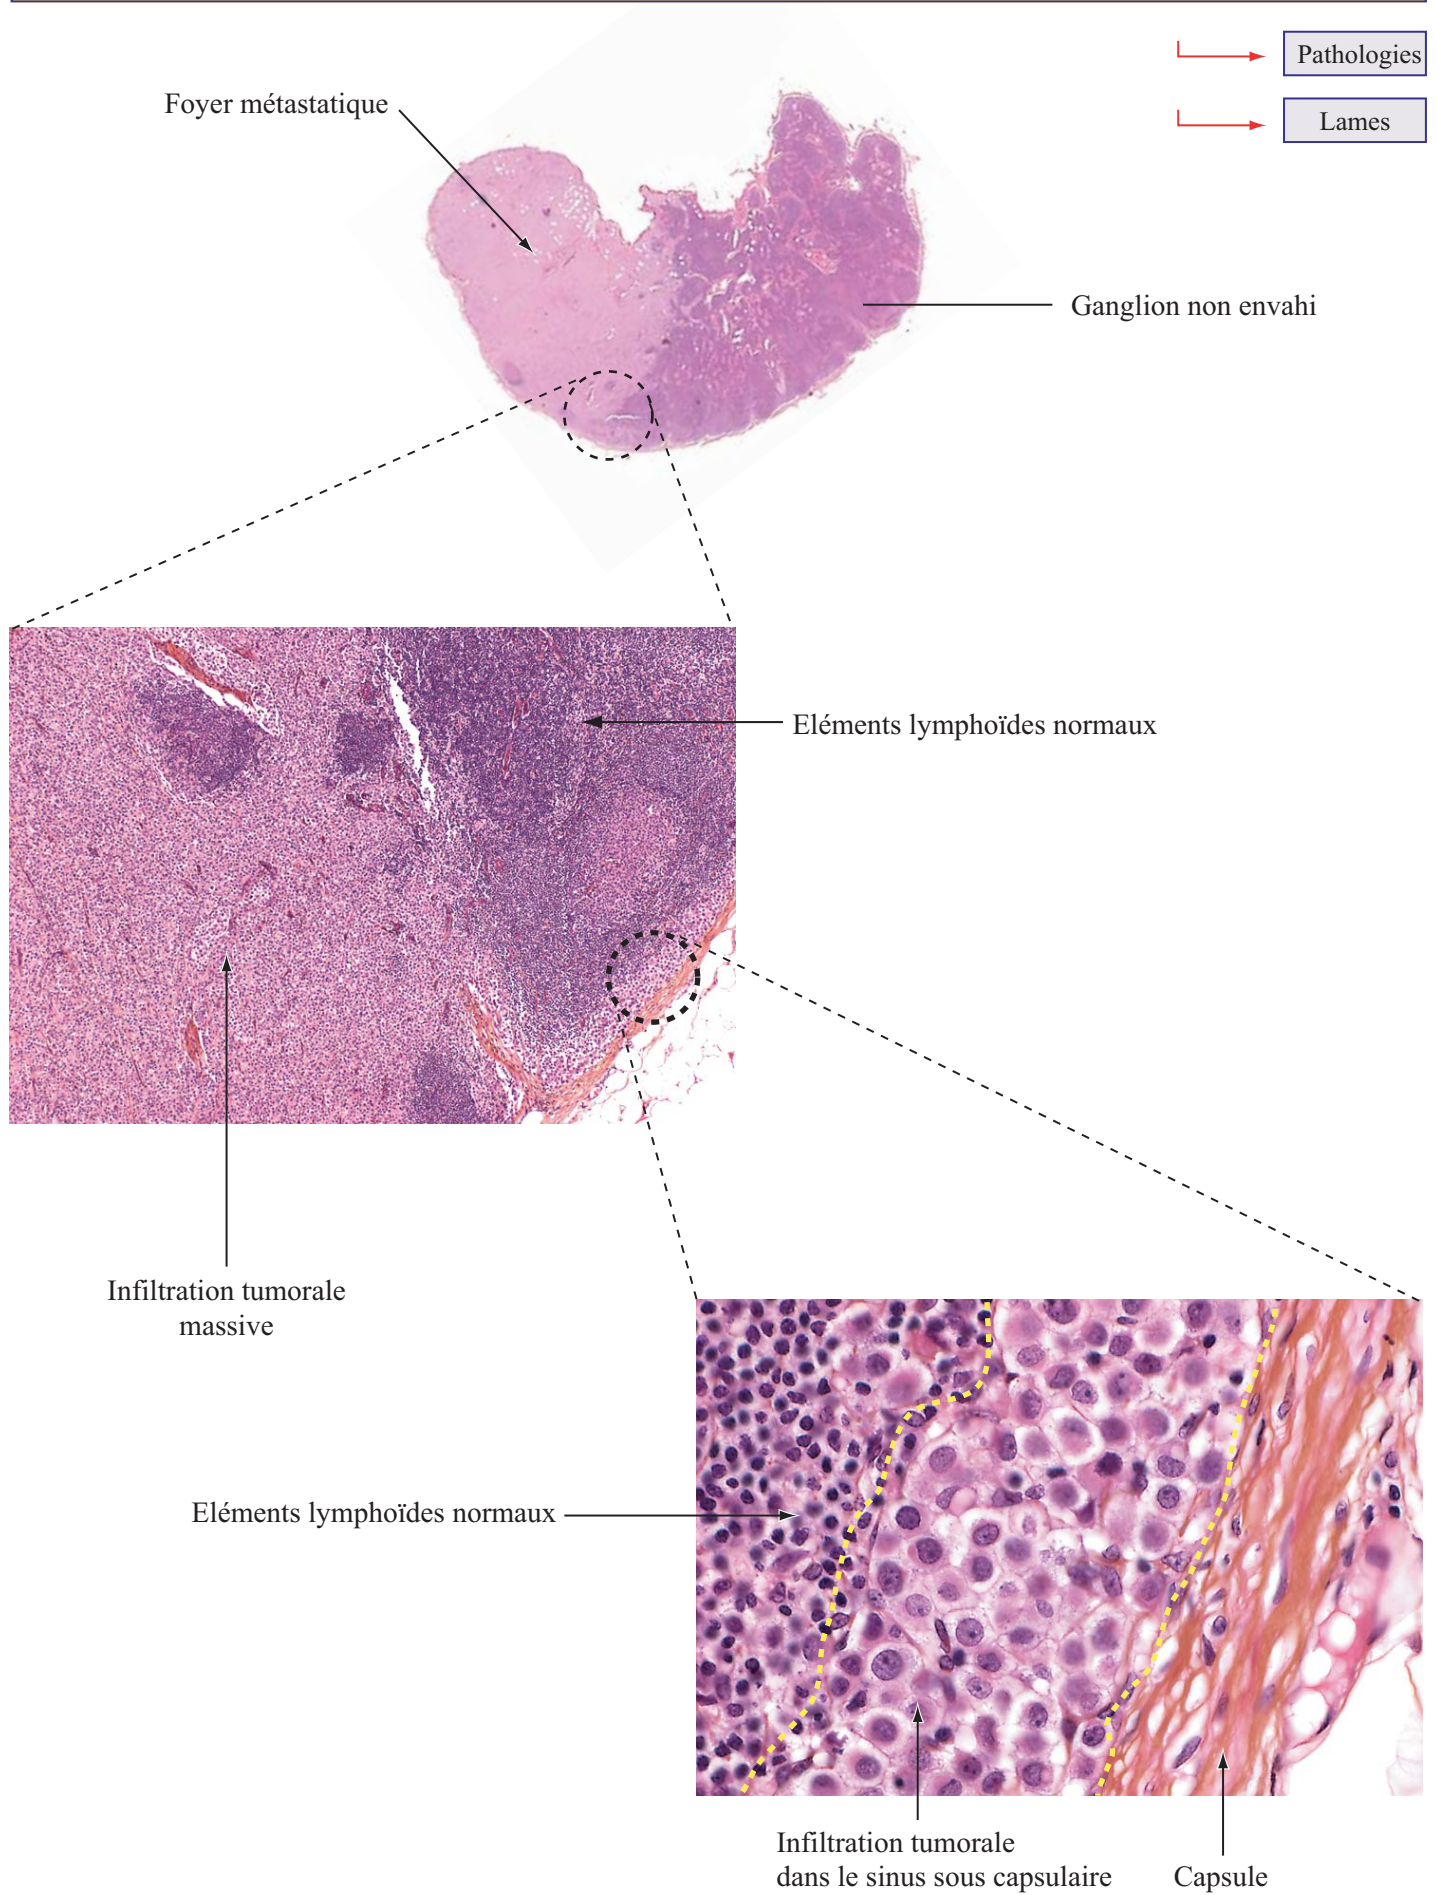 Pathologies
Foyer métastatique
Lames
Ganglion non envahi
Eléments lymphoïdes normaux
Infiltration tumorale
massive
Eléments lymphoïdes normaux
Infiltration tumorale
dans le sinus sous capsulaire
Capsule